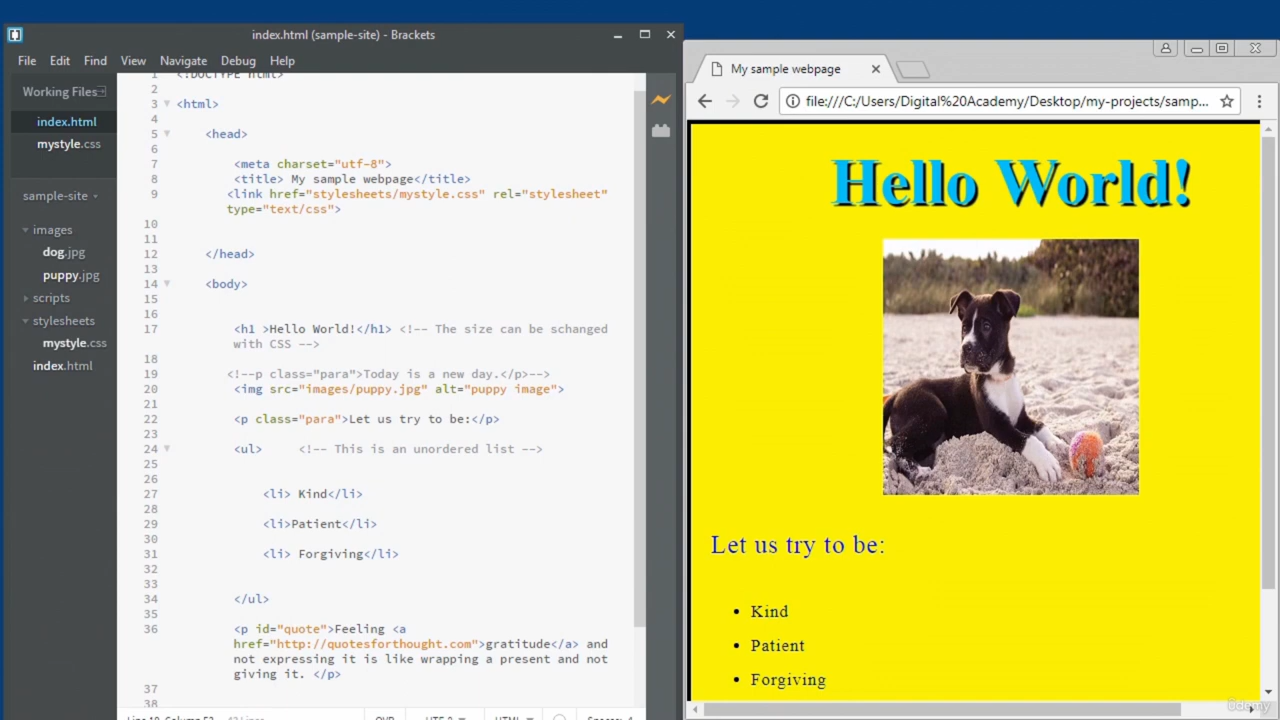 index.html (sample-site) - Brackets
File Edit Find View Navigate Debug Help
Working Files
index.html
mystyle.css
sample-site
images
dog.jpg
puppy.jpg
scripts
stylesheets
mystyle.css
index.html
1 <!DOCTYPE html>
2
3 <html>
4
5 <head>
6
7 <meta charset="utf-8">
8 <title> My sample webpage</title>
9 <link href="stylesheets/mystyle.css" rel="stylesheet"
type="text/css">
10
11
12 </head>
13
14 <body>
15
16
17 <h1 >Hello World!</h1> <!-- The size can be schanged
with CSS -->
18
19 <!--p class="para">Today is a new day.</p>-->
20 <img src="images/puppy.jpg" alt="puppy image">
21
22 <p class="para">Let us try to be:</p>
23
24 <ul> <!-- This is an unordered list -->
25
26
27 <li> Kind</li>
28
29 <li>Patient</li>
30
31 <li> Forgiving</li>
32
33
34 </ul>
35
36 <p id="quote">Feeling <a
href="http://quotesforthought.com">gratitude</a> and
not expressing it is like wrapping a present and not
giving it. </p>
37
38
My sample webpage
file:///C:/Users/Digital%20Academy/Desktop/my-projects/samp...
Hello World!
Let us try to be:
• Kind
• Patient
• Forgiving
Udemy